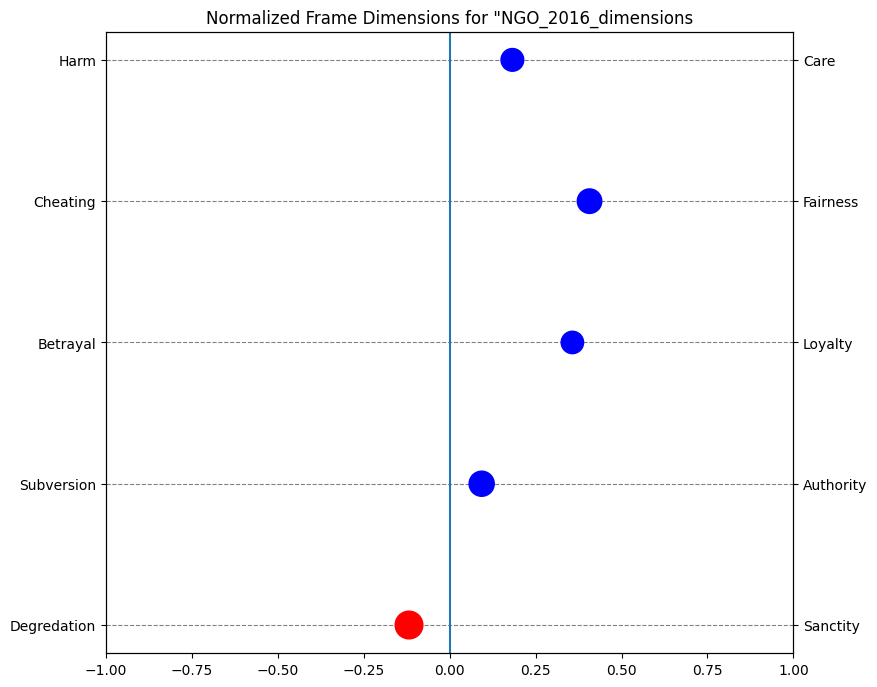 Normalized Frame Dimensions for "NGO_2016_dimensions
Harm
Care
Cheating
Fairness
Betrayal
Loyalty
Subversion
Authority
Degredation
Sanctity
−1.00
−0.75
−0.50
−0.25
0.00
0.25
0.50
0.75
1.00